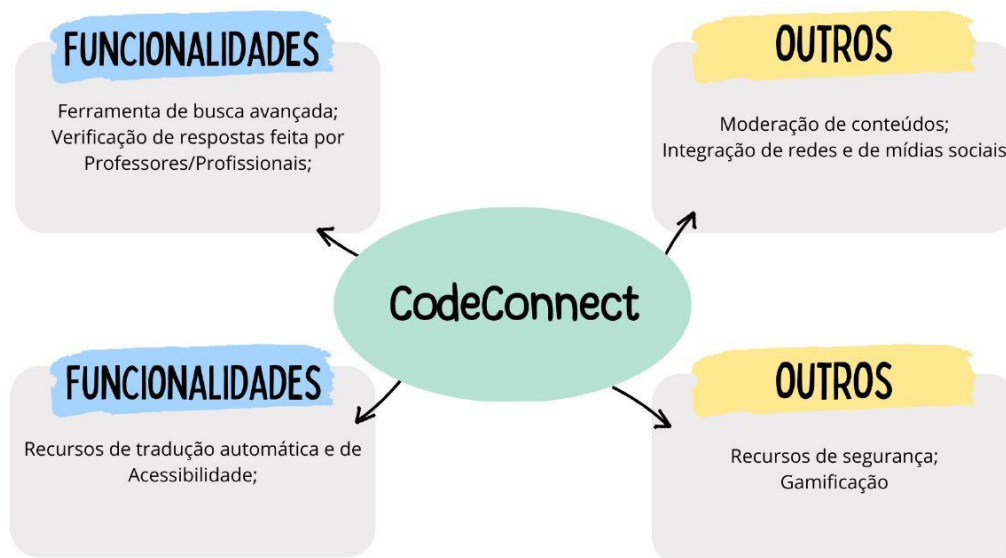 FUNCIONALIDADES
Ferramenta de busca avançada;
Verificação de respostas feita por
Professores/Profissionais;
OUTROS
Moderação de conteúdos;
Integração de redes e de mídias sociais
CodeConnect
FUNCIONALIDADES
Recursos de tradução automática e de
Acessibilidade;
OUTROS
Recursos de segurança;
Gamificação